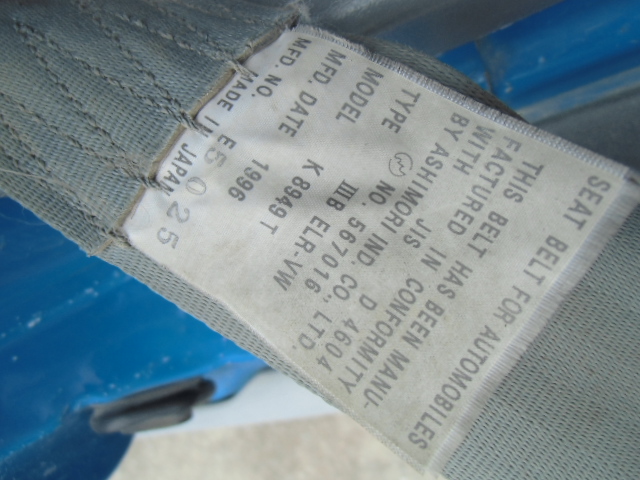 SEAT BELT FOR AUTOMOBILES
THIS BELT HAS BEEN MANU-
FACTURED IN CONFORMITY
WITH JIS D 4604
BY ASHIMORI IND. CO., LTD.
NO. 567016
TYPE IIIB ELR-VW
MODEL K 8949 T
MFD. DATE 1996
MFD. NO. E5025
MADE IN JAPAN